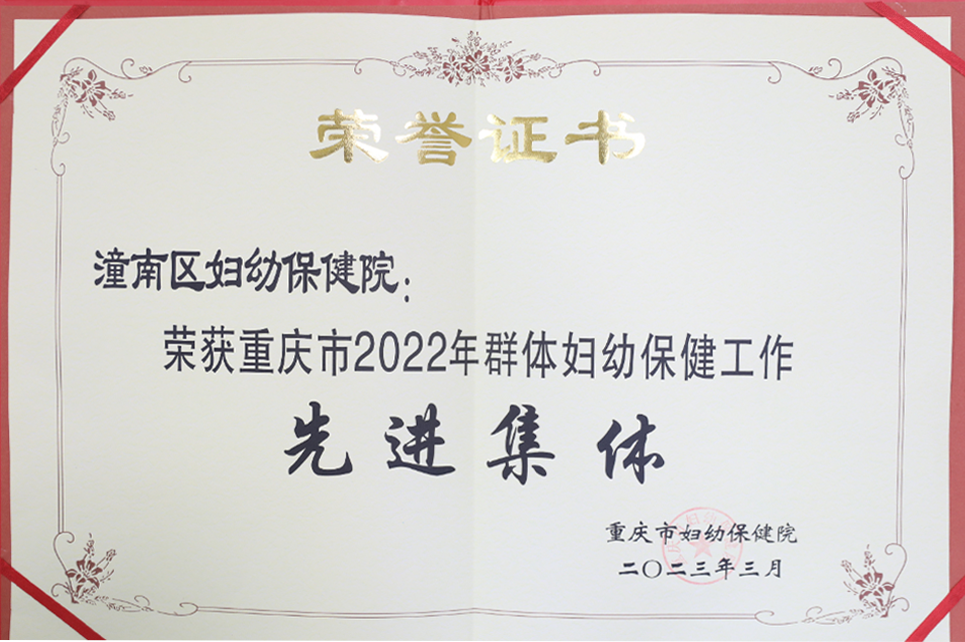 荣誉证书
潼南区妇幼保健院：
荣获重庆市2022年群体妇幼保健工作
先进集体
重庆市妇幼保健院
二〇二三年三月